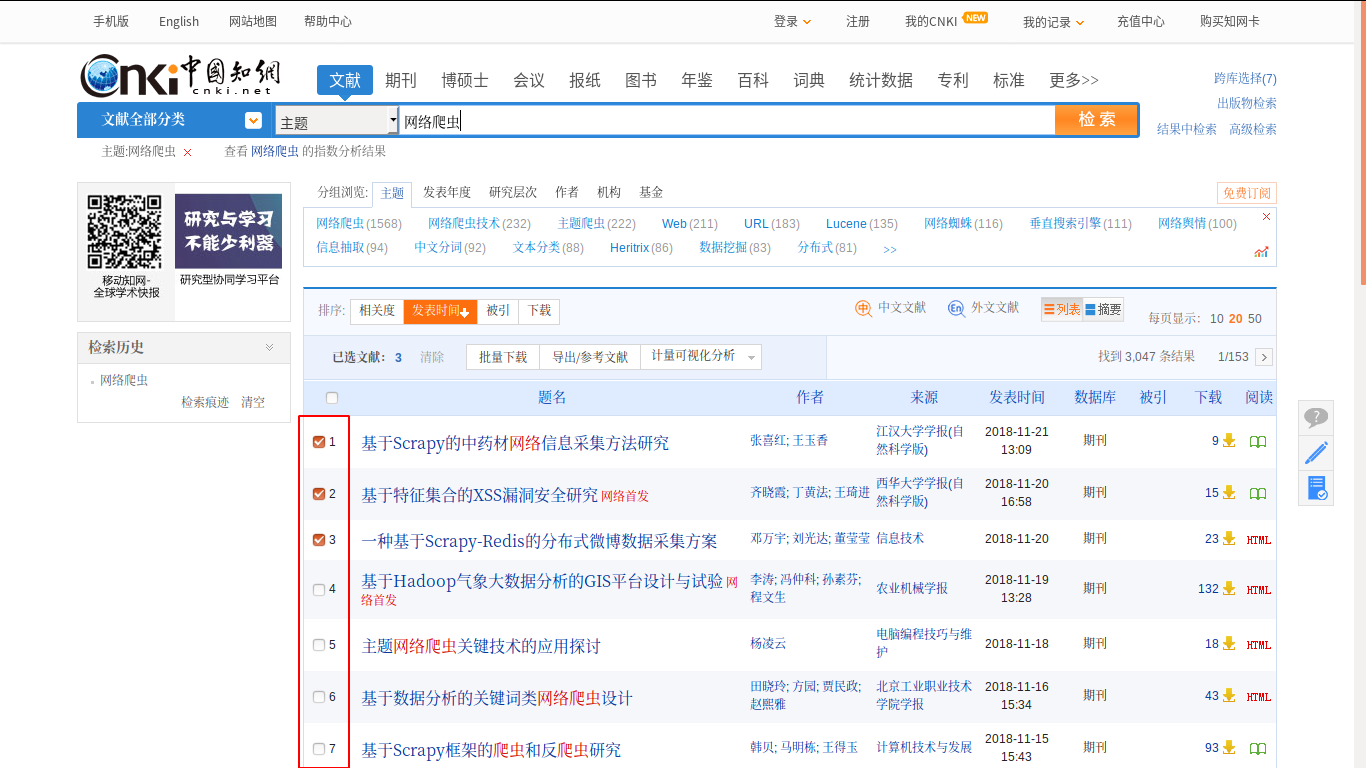 手机版 English 网站地图 帮助中心 登录 注册 我的CNKI NEW 我的记录 充值中心 购买知网卡
Cnki 中国知網
cnki.net
文献 期刊 博硕士 会议 报纸 图书 年鉴 百科 词典 统计数据 专利 标准 更多>>
跨库选择(7)
出版物检索
文献全部分类 主题 网络爬虫 检 索
结果中检索 高级检索
主题:网络爬虫 × 查看 网络爬虫 的指数分析结果
研究与学习
不能少利器
移动知网-
全球学术快报
研究型协同学习平台
检索历史
网络爬虫
检索痕迹 清空
分组浏览: 主题 发表年度 研究层次 作者 机构 基金 免费订阅
网络爬虫(1568) 网络爬虫技术(232) 主题爬虫(222) Web(211) URL(183) Lucene(135) 网络蜘蛛(116) 垂直搜索引擎(111) 网络舆情(100)
信息抽取(94) 中文分词(92) 文本分类(88) Heritrix(86) 数据挖掘(83) 分布式(81) >>
排序: 相关度 发表时间 被引 下载 中 中文文献 En 外文文献 列表 摘要 每页显示: 10 20 50
已选文献: 3 清除 批量下载 导出/参考文献 计量可视化分析 找到 3,047 条结果 1/153 >
题名 作者 来源 发表时间 数据库 被引 下载 阅读
1 基于Scrapy的中药材网络信息采集方法研究 张喜红; 王玉香 江汉大学学报(自然科学版) 2018-11-21 13:09 期刊 9
2 基于特征集合的XSS漏洞安全研究 网络首发 齐晓霞; 丁黄法; 王琦进 西华大学学报(自然科学版) 2018-11-20 16:58 期刊 15
3 一种基于Scrapy-Redis的分布式微博数据采集方案 邓万宇; 刘光达; 董莹莹 信息技术 2018-11-20 期刊 23 HTML
4 基于Hadoop气象大数据分析的GIS平台设计与试验 网络首发 李涛; 冯仲科; 孙素芬; 程文生 农业机械学报 2018-11-19 13:28 期刊 132 HTML
5 主题网络爬虫关键技术的应用探讨 杨凌云 电脑编程技巧与维护 2018-11-18 期刊 18 HTML
6 基于数据分析的关键词类网络爬虫设计 田晓玲; 方园; 贾民政; 赵熙雅 北京工业职业技术学院学报 2018-11-16 15:34 期刊 43 HTML
7 基于Scrapy框架的爬虫和反爬虫研究 韩贝; 马明栋; 王得玉 计算机技术与发展 2018-11-15 15:43 期刊 93